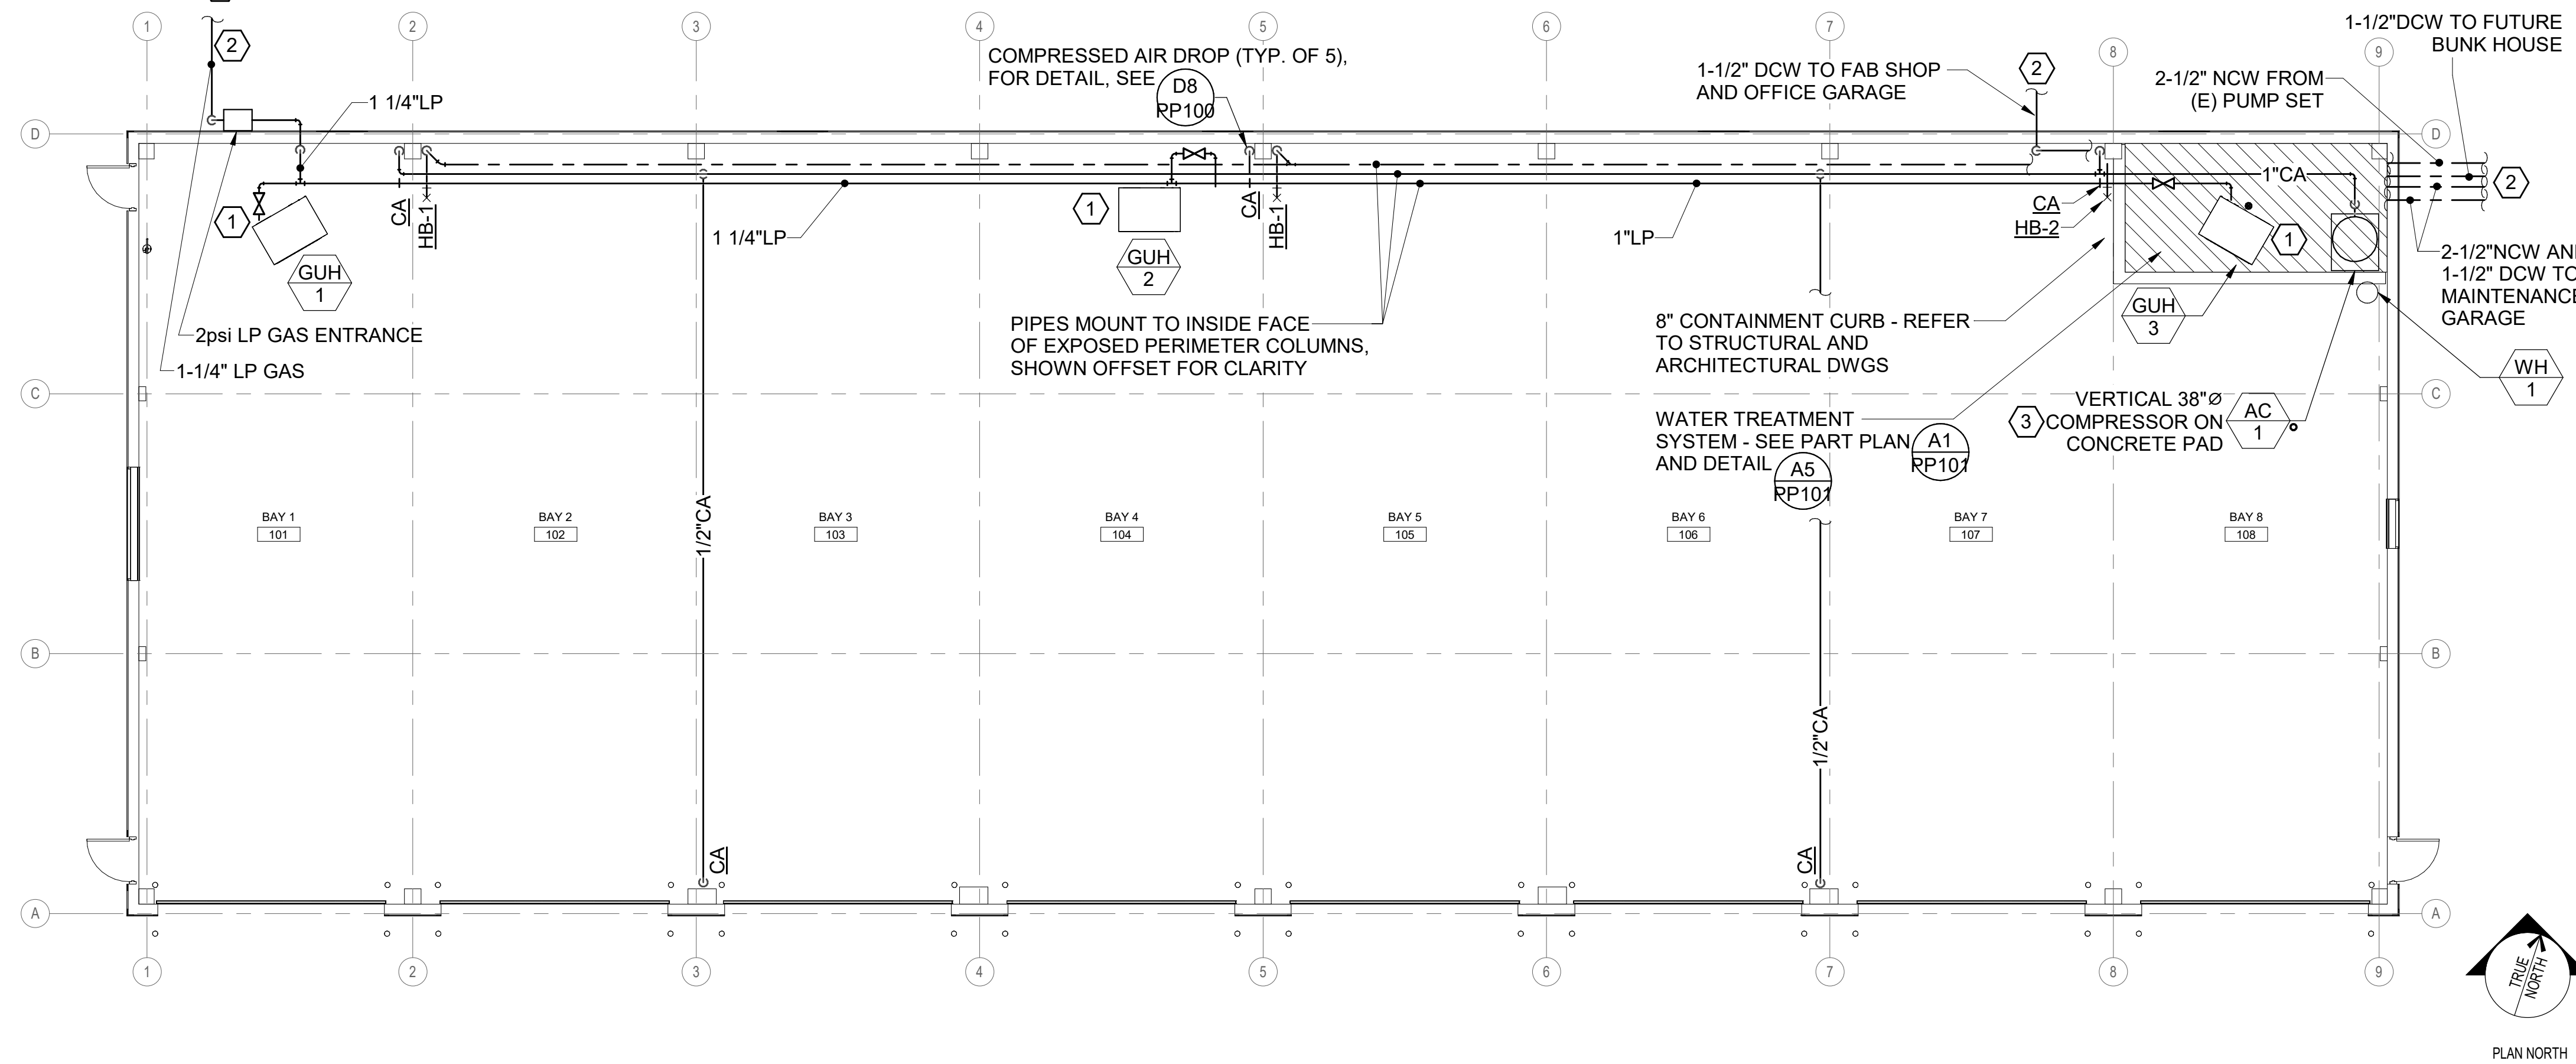 1
2
3
4
5
6
7
8
9
2
COMPRESSED AIR DROP (TYP. OF 5),
FOR DETAIL, SEE
D8
PP100
1-1/2" DCW TO FAB SHOP
AND OFFICE GARAGE
2
1-1/2"DCW TO FUTURE
BUNK HOUSE
2-1/2" NCW FROM
(E) PUMP SET
1 1/4"LP
D
D
1
CA
HB-1
1 1/4"LP
1
CA
HB-1
1"LP
CA
HB-2
1"CA
1
2
GUH
1
GUH
2
GUH
3
2psi LP GAS ENTRANCE
1-1/4" LP GAS
PIPES MOUNT TO INSIDE FACE
OF EXPOSED PERIMETER COLUMNS,
SHOWN OFFSET FOR CLARITY
8" CONTAINMENT CURB - REFER
TO STRUCTURAL AND
ARCHITECTURAL DWGS
2-1/2"NCW AN
1-1/2" DCW TO
MAINTENANCE
GARAGE
WH
1
C
C
WATER TREATMENT
SYSTEM - SEE PART PLAN
AND DETAIL
A1
PP101
A5
PP101
3
VERTICAL 38"⌀
COMPRESSOR ON
CONCRETE PAD
AC
1
1/2"CA
BAY 1
101
BAY 2
102
BAY 3
103
BAY 4
104
BAY 5
105
BAY 6
106
BAY 7
107
BAY 8
108
B
B
1/2"CA
CA
CA
A
A
1
2
3
4
5
6
7
8
9
TRUE
NORTH
PLAN NORTH